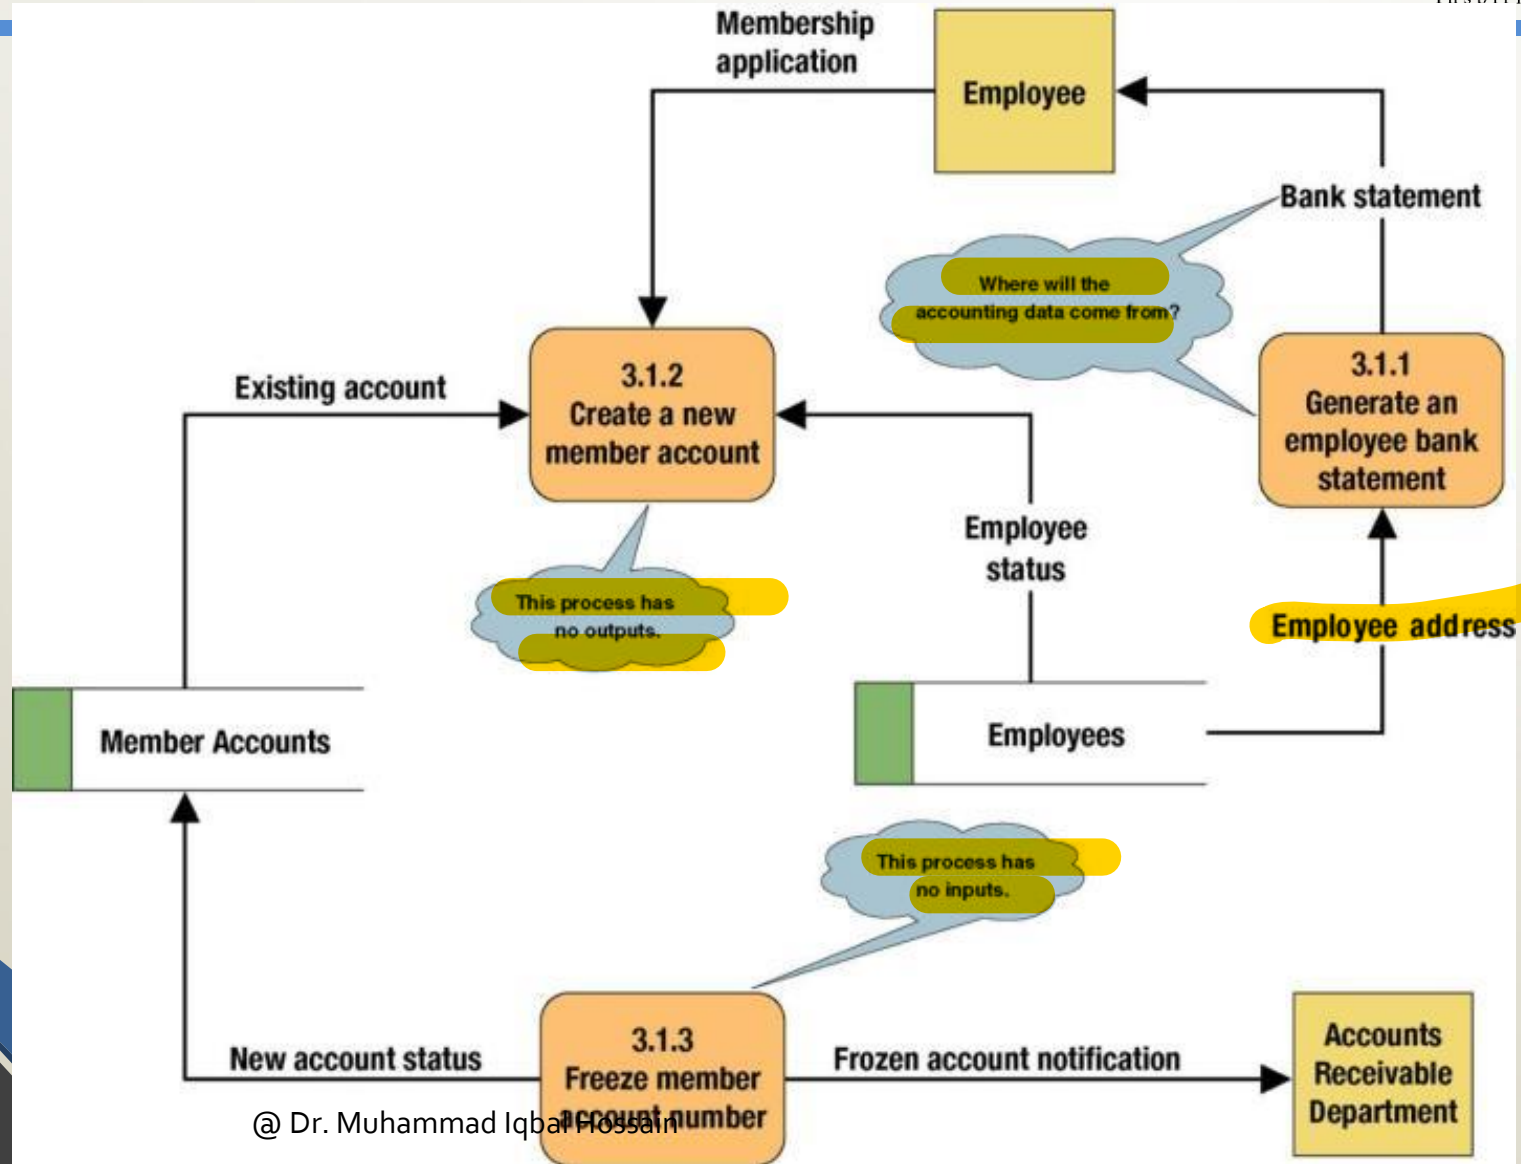 Membership
application
Employee
Bank statement
Where will the
accounting data come from?
3.1.1
Generate an
employee bank
statement
3.1.2
Create a new
member account
Existing account
Employee
status
This process has
no outputs.
Employee address
Member Accounts
Employees
This process has
no inputs.
3.1.3
Freeze member
account number
New account status
Frozen account notification
Accounts
Receivable
Department
@ Dr. Muhammad Iqbal Hossain